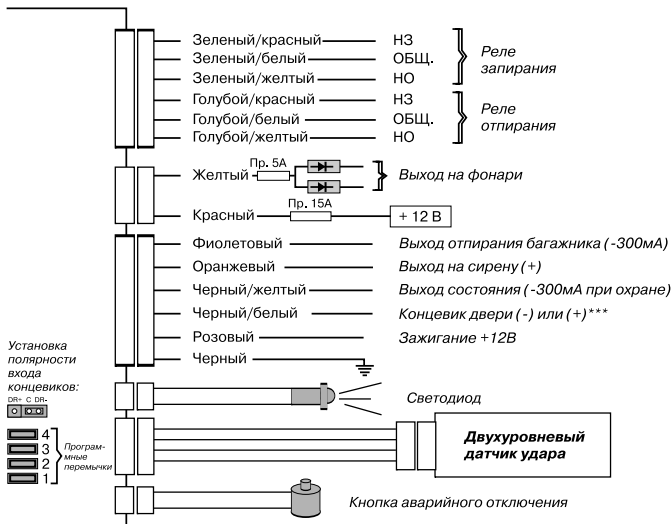 Зеленый/красный НЗ
Зеленый/белый ОБЩ.
Зеленый/желтый НО
Реле
запирания
Голубой/красный НЗ
Голубой/белый ОБЩ.
Голубой/желтый НО
Реле
отпирания
Желтый Пр. 5А Выход на фонари
Красный Пр. 15А + 12 В
Фиолетовый Выход отпирания багажника (-300мА)
Оранжевый Выход на сирену (+)
Черный/желтый Выход состояния (-300мА при охране)
Черный/белый Концевик двери (-) или (+)***
Розовый Зажигание +12В
Черный
Установка
полярности
входа
концевиков:
DR+ C DR-
4
3
2
1
Програм-
мные
перемычки
Светодиод
Двухуровневый
датчик удара
Кнопка аварийного отключения